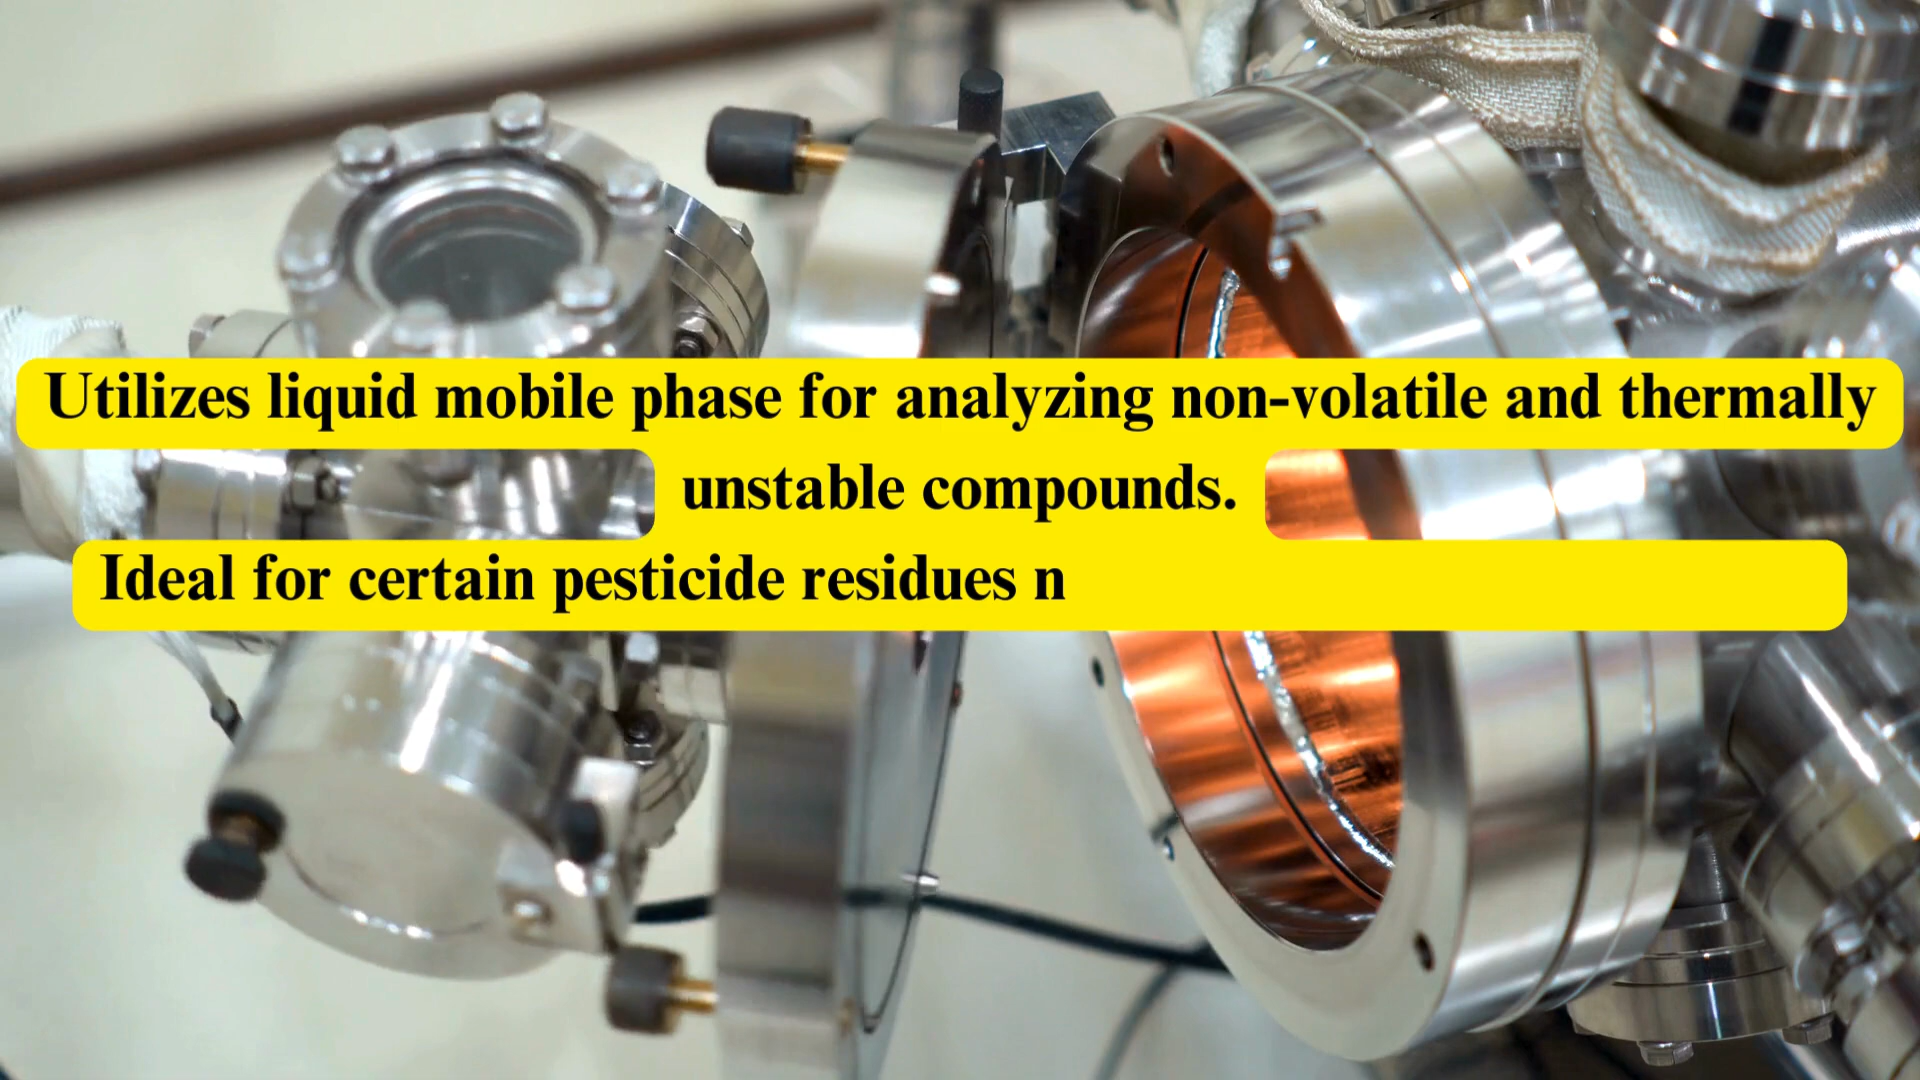 Utilizes liquid mobile phase for analyzing non-volatile and thermally
unstable compounds.
Ideal for certain pesticide residues n